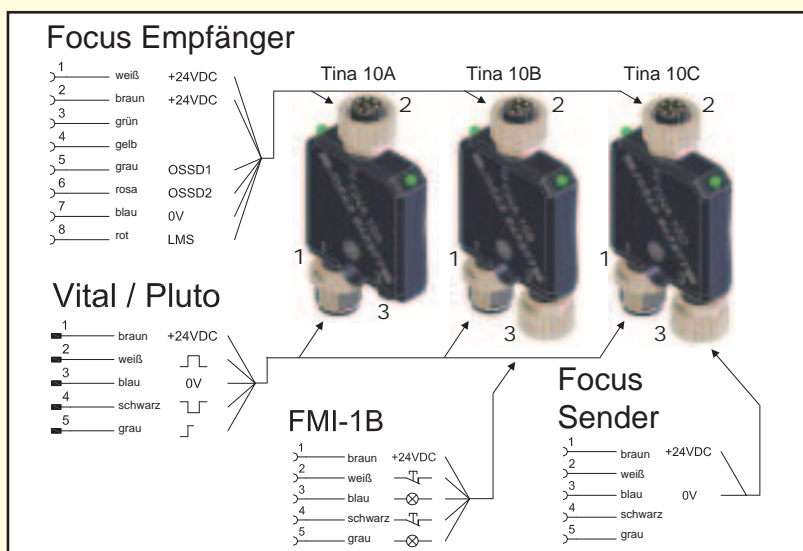 Focus Empfänger
1 weiß +24VDC
2 braun +24VDC
3 grün
4 gelb
5 grau OSSD1
6 rosa OSSD2
7 blau 0V
8 rot LMS
Tina 10A
Tina 10B
Tina 10C
2
2
2
1
1
1
3
3
3
Vital / Pluto
1 braun +24VDC
2 weiß
3 blau 0V
4 schwarz
5 grau
FMI-1B
1 braun +24VDC
2 weiß
3 blau
4 schwarz
5 grau
Focus
Sender
1 braun +24VDC
2 weiß
3 blau 0V
4 schwarz
5 grau